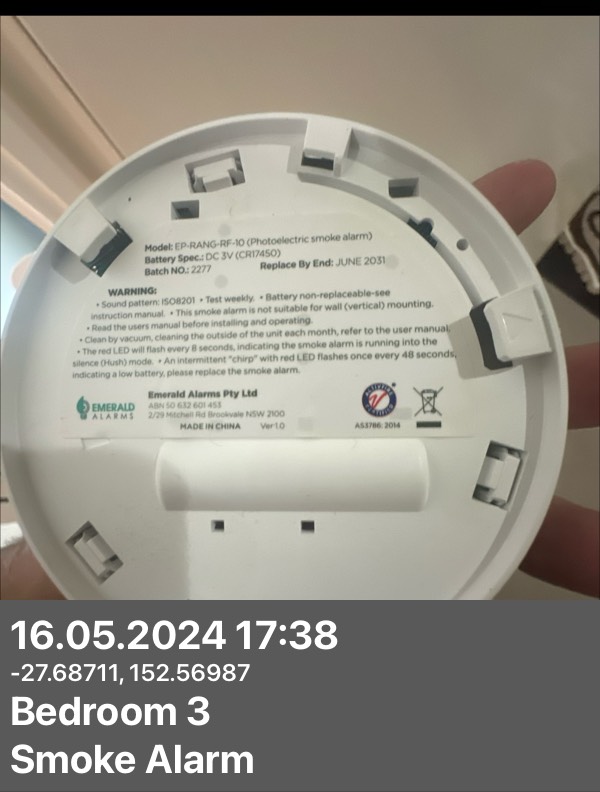 Model: EP-RANG-RF-10 (Photoelectric smoke alarm)
Battery Spec.: DC 3V (CR17450)
Batch NO.: 2277 Replace By End: JUNE 2031
WARNING:
• Sound pattern: ISO8201 • Test weekly. • Battery non-replaceable-see
instruction manual. • This smoke alarm is not suitable for wall (vertical) mounting.
• Read the users manual before installing and operating.
• Clean by vacuum, cleaning the outside of the unit each month, refer to the user manual.
• The red LED will flash every 8 seconds, indicating the smoke alarm is running into the
silence (Hush) mode. • An intermittent "chirp" with red LED flashes once every 48 seconds,
indicating a low battery, please replace the smoke alarm.
EMERALD
ALARMS
Emerald Alarms Pty Ltd
ABN 50 632 601 453
2/29 Mitchell Rd Brookvale NSW 2100
MADE IN CHINA Ver1.0
AS3786: 2014
16.05.2024 17:38
-27.68711, 152.56987
Bedroom 3
Smoke Alarm